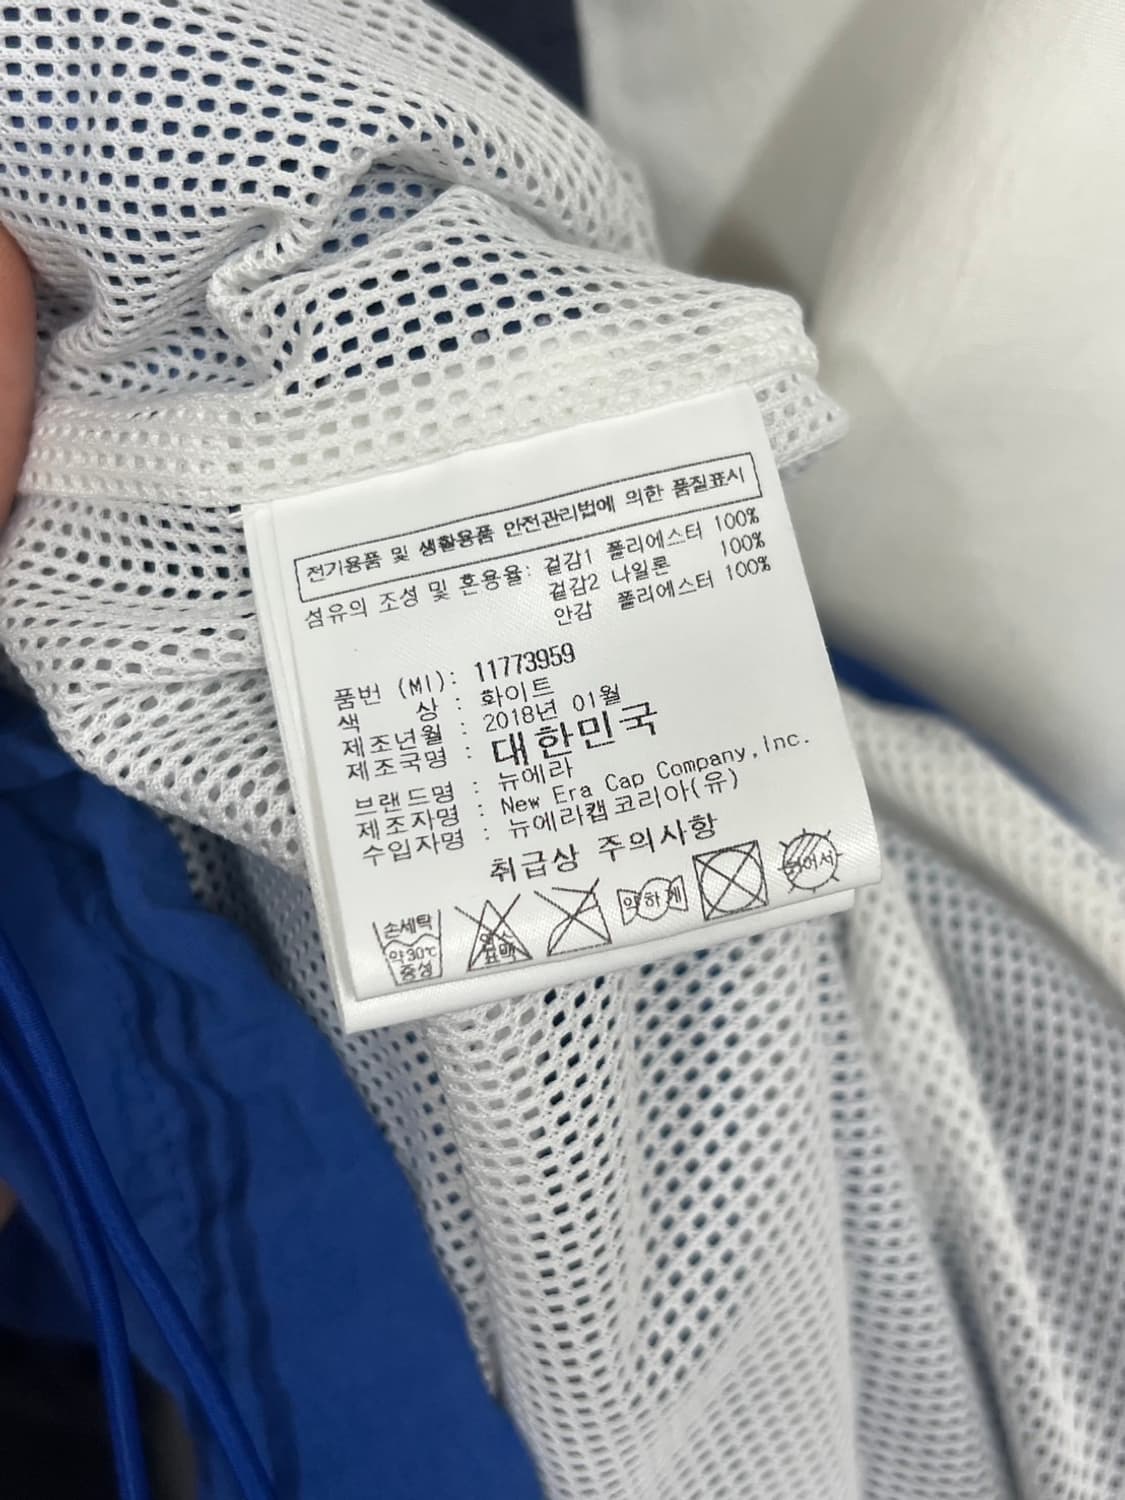 전기용품 및 생활용품 안전관리법에 의한 품질표시
섬유의 조성 및 혼용율: 겉감1 폴리에스터 100%
겉감2 나일론 100%
안감 폴리에스터 100%
품번 (MI): 11773959
색 상 : 화이트
제조년월 : 2018년 01월
제조국명 : 대한민국
브랜드명 : 뉴에라
제조자명 : New Era Cap Company,Inc.
수입자명 : 뉴에라캡코리아(유)
취급상 주의사항
손세탁
약30℃
중성
표백
약하게